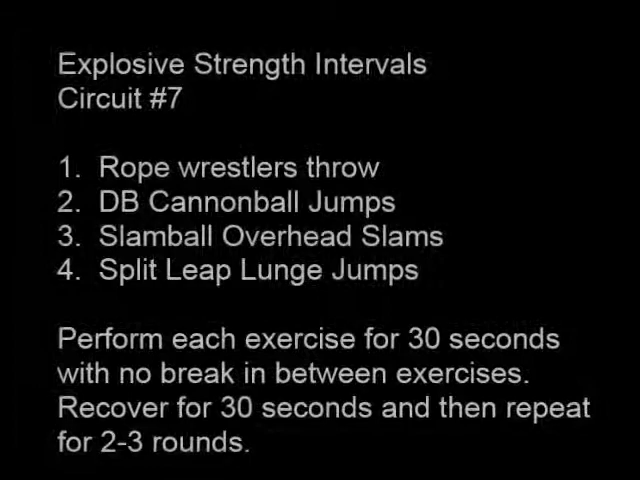 Explosive Strength Intervals
Circuit #7
1. Rope wrestlers throw
2. DB Cannonball Jumps
3. Slamball Overhead Slams
4. Split Leap Lunge Jumps
Perform each exercise for 30 seconds
with no break in between exercises.
Recover for 30 seconds and then repeat
for 2-3 rounds.